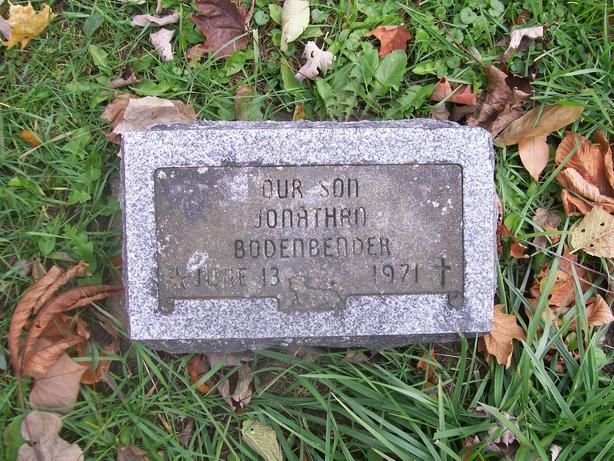 OUR SON
JONATHAN
BODENBENDER
JUNE 13 1971